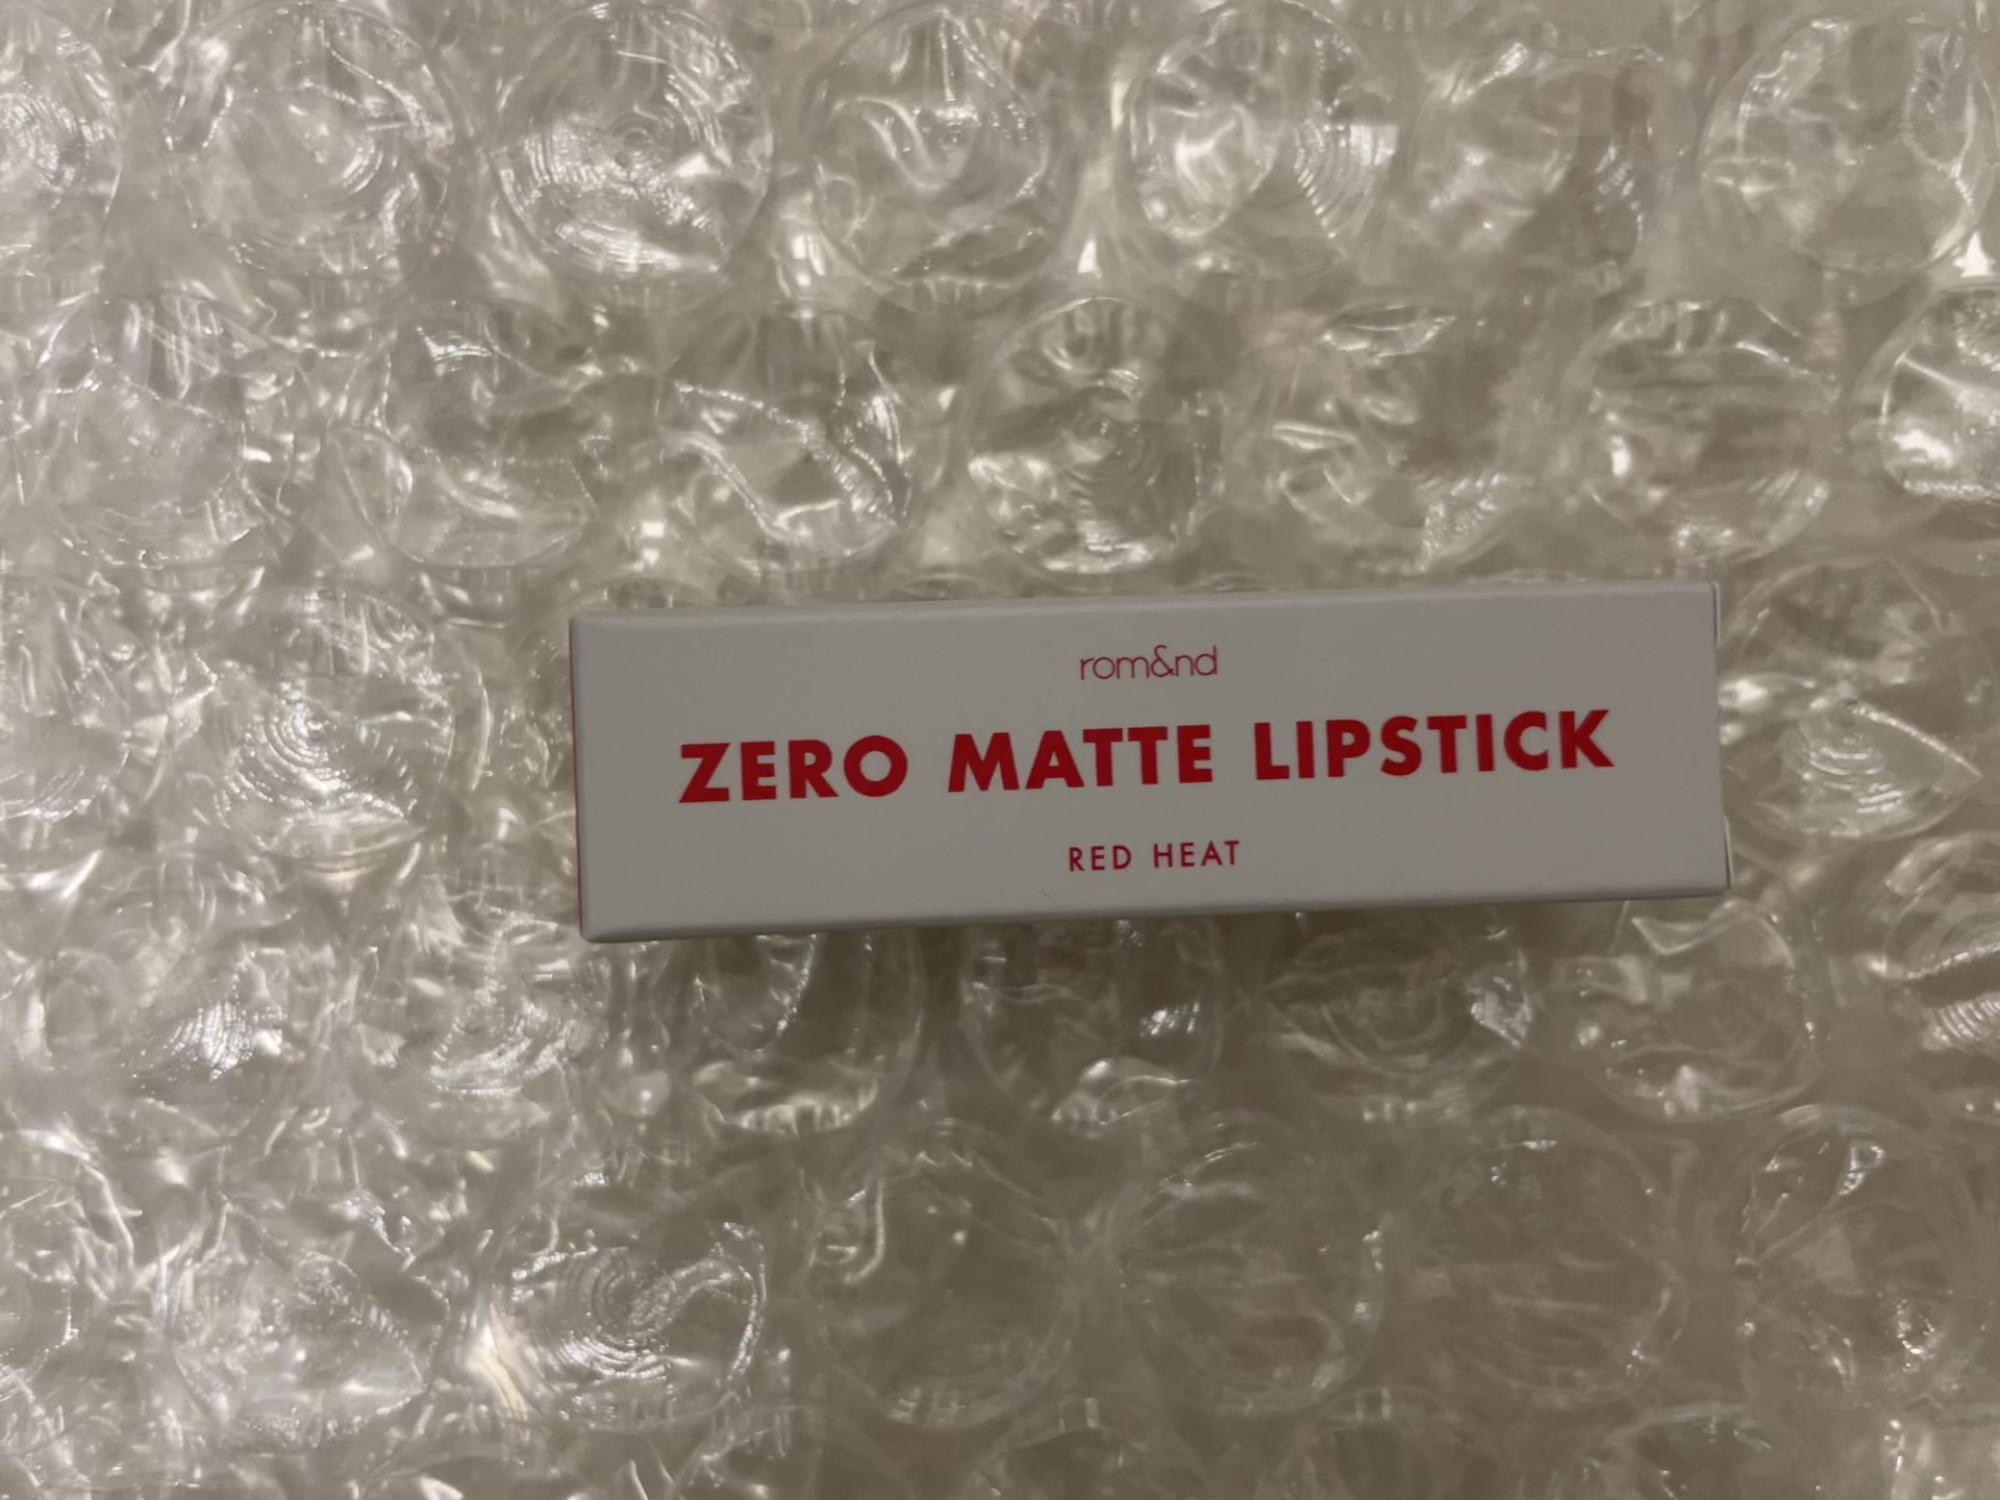 rom&nd
ZERO MATTE LIPSTICK
RED HEAT